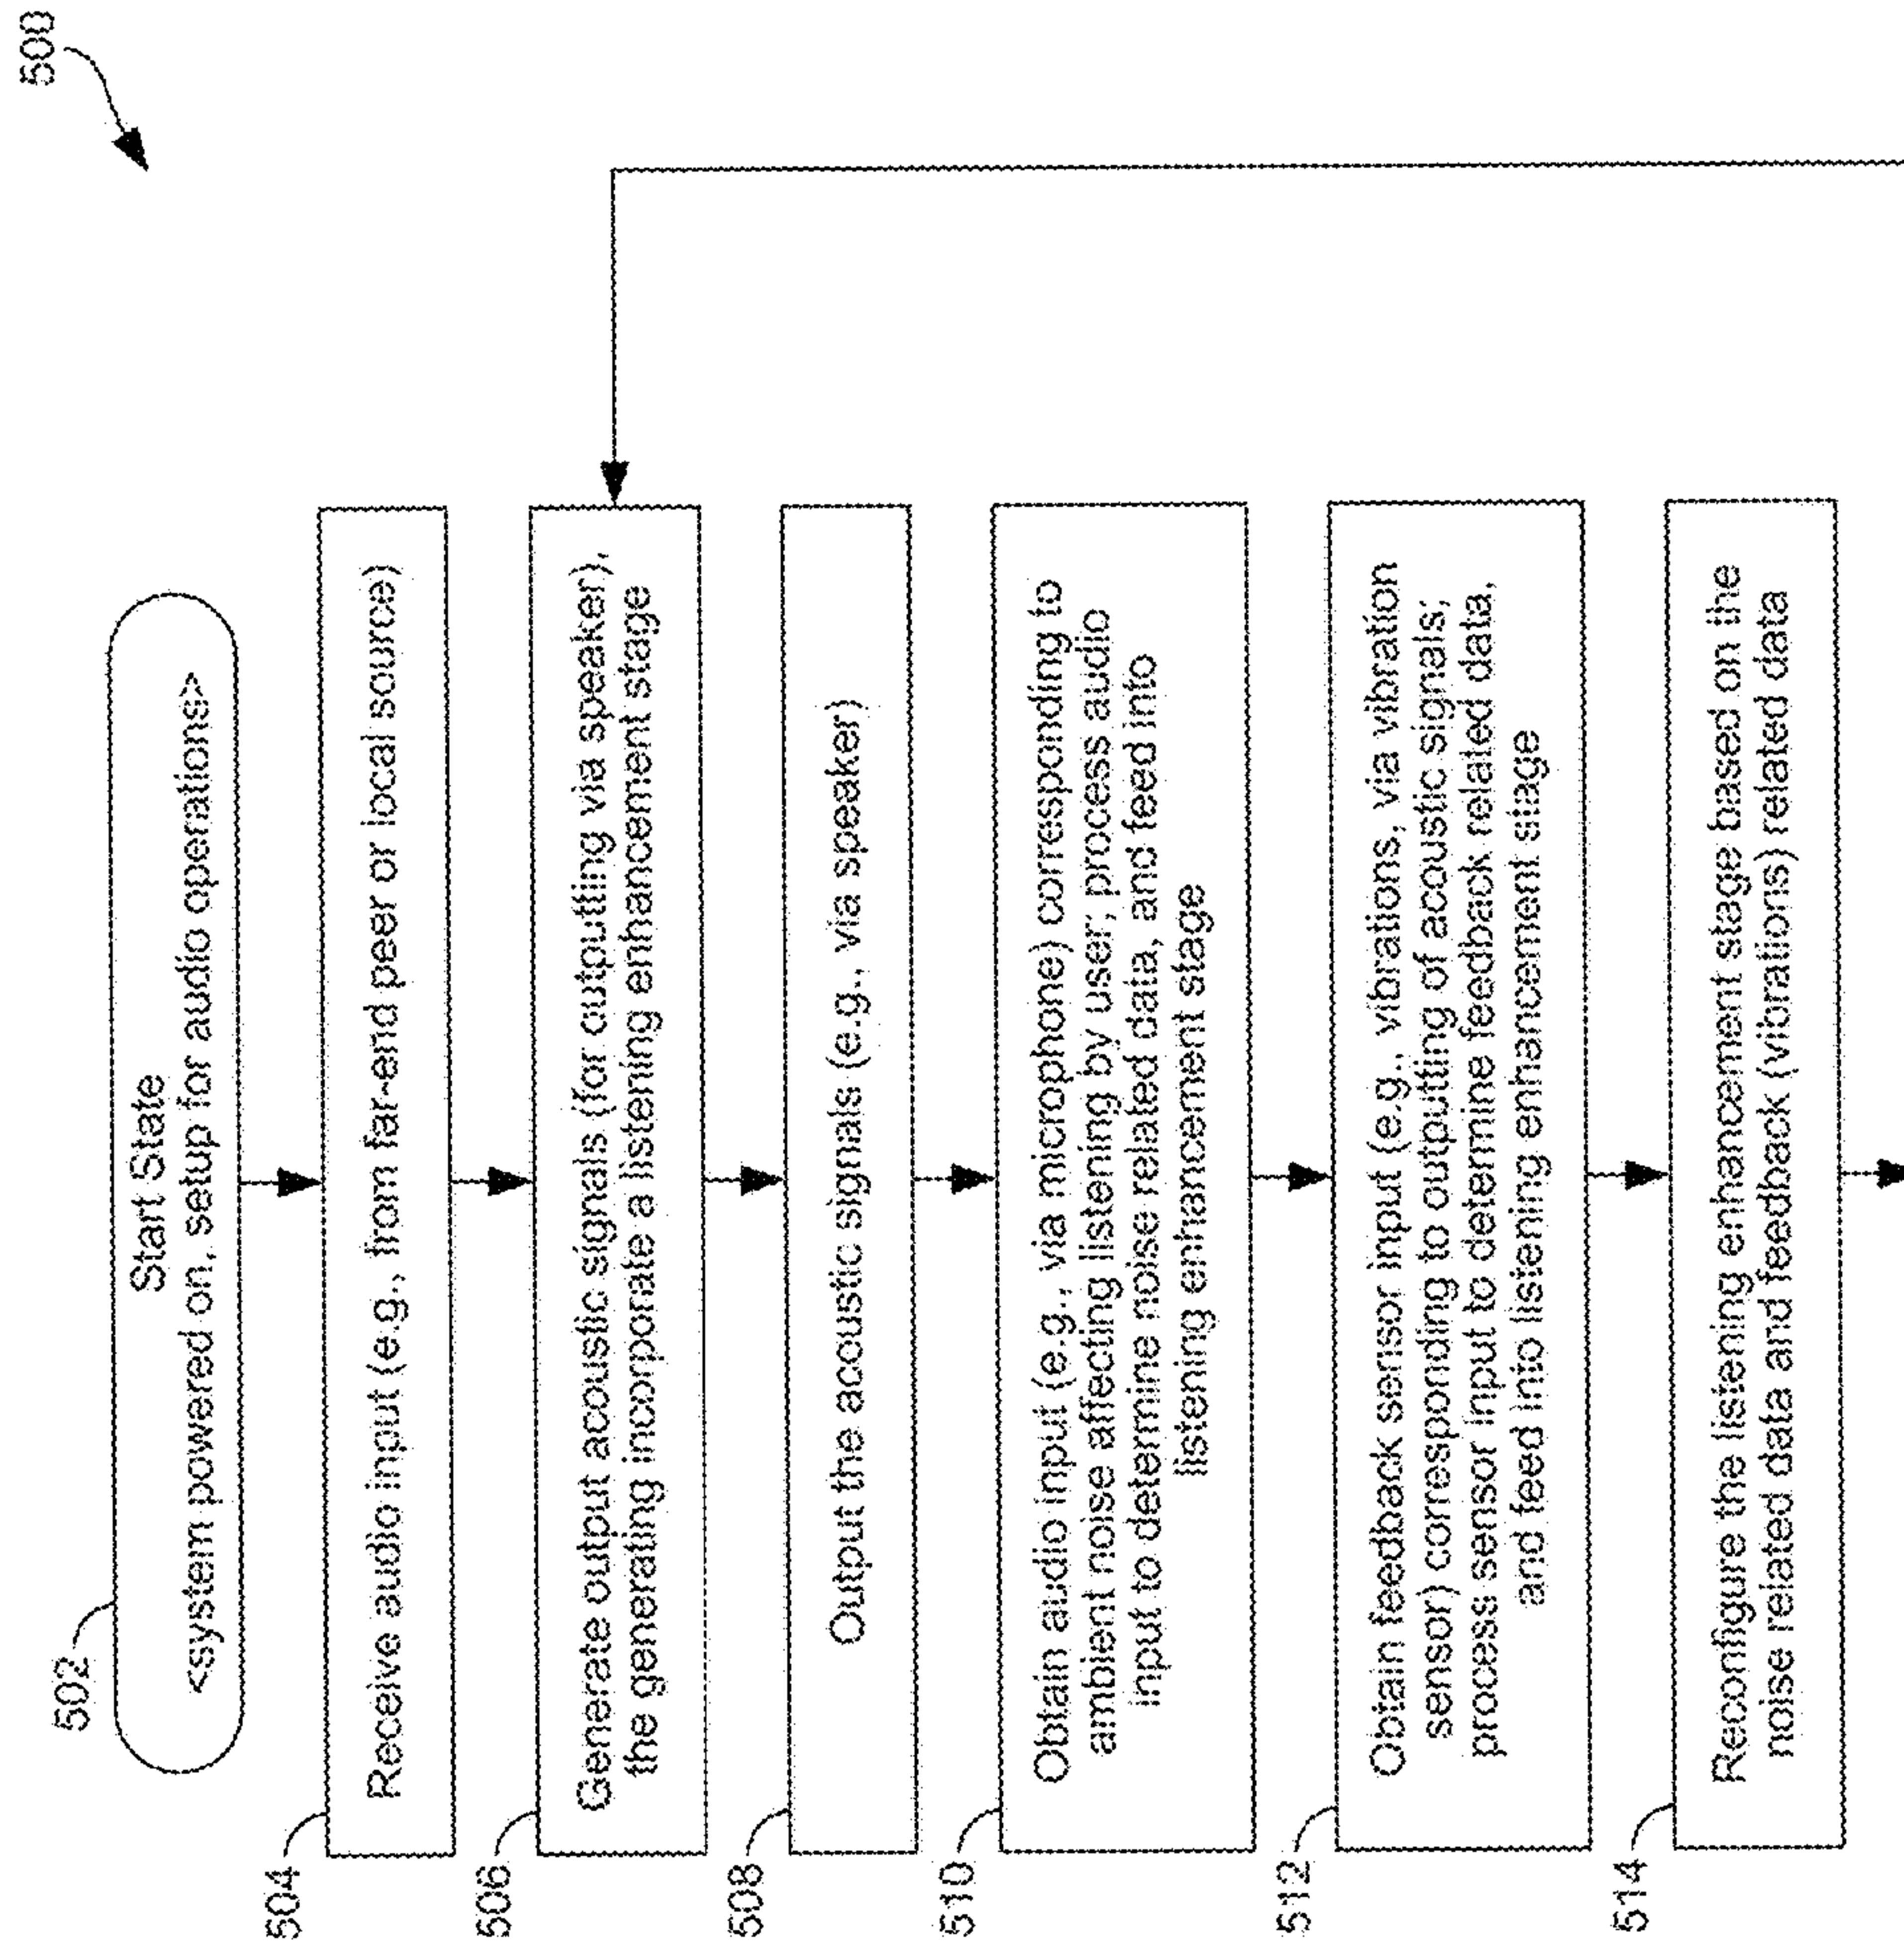 500
502
Start State
<system powered on, setup for audio operations>
504
Receive audio input (e.g., from far-end peer or local source)
506
Generate output acoustic signals (for outputting via speaker),
the generating incorporate a listening enhancement stage
508
Output the acoustic signals (e.g., via speaker)
510
Obtain audio input (e.g., via microphone) corresponding to
ambient noise affecting listening by user; process audio
input to determine noise related data, and feed into
listening enhancement stage
512
Obtain feedback sensor input (e.g., vibrations, via vibration
sensor) corresponding to outputting of acoustic signals;
process sensor input to determine feedback related data,
and feed into listening enhancement stage
514
Reconfigure the listening enhancement stage based on the
noise related data and feedback (vibrations) related data